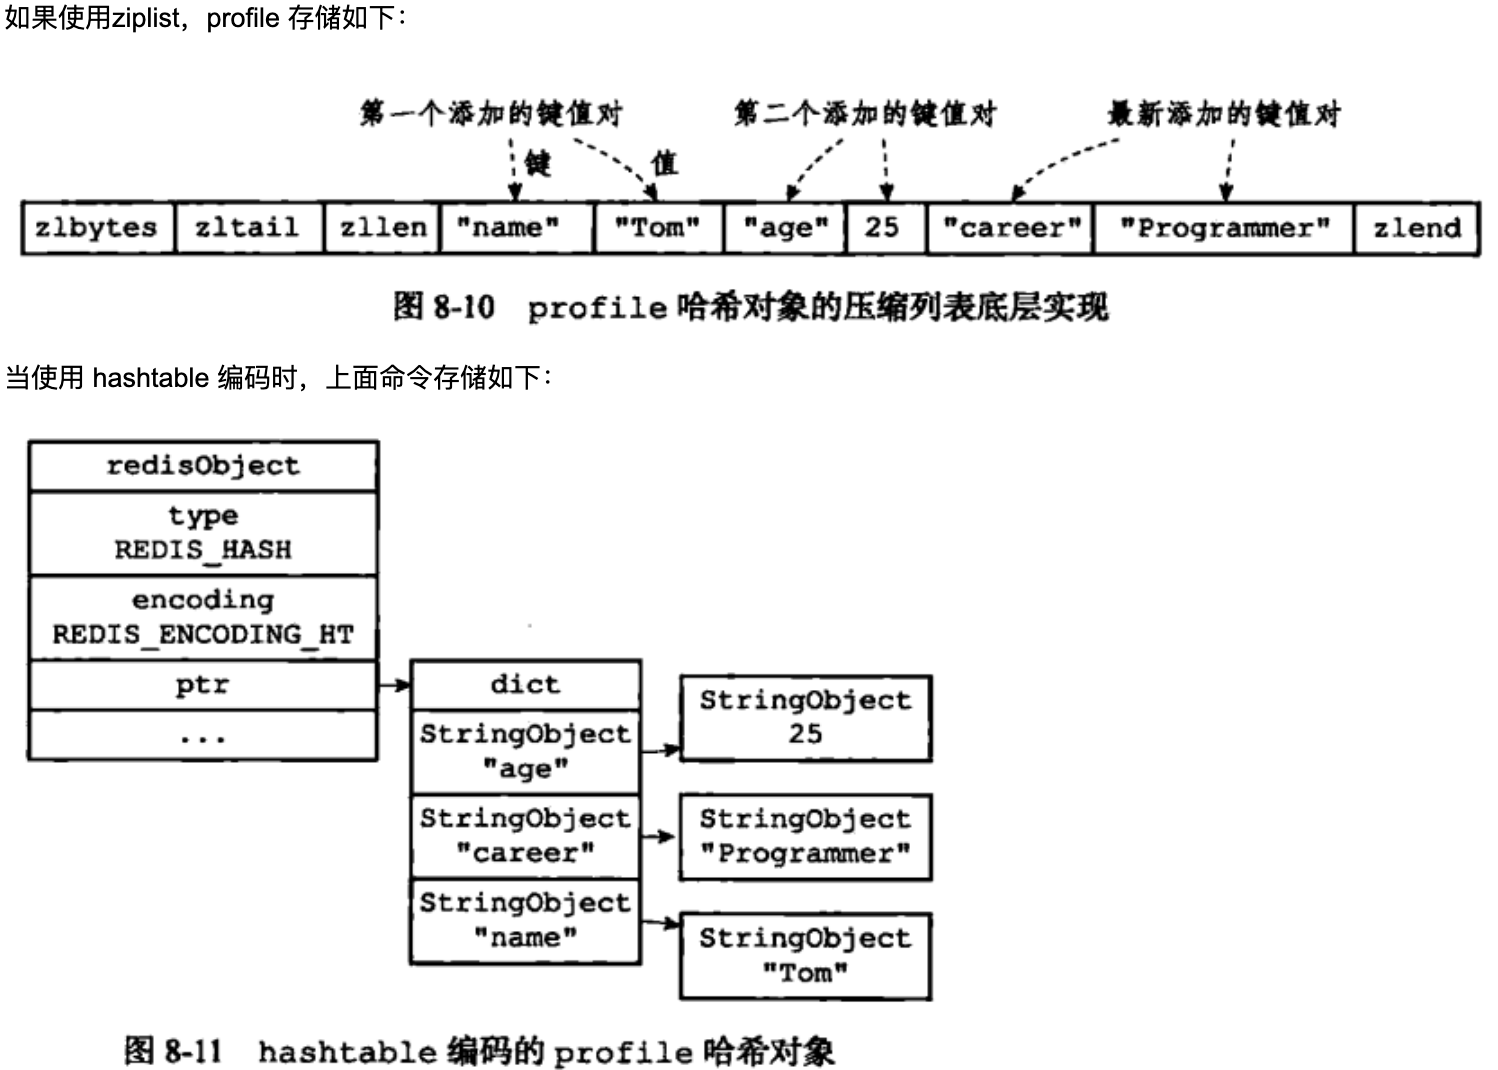 如果使用ziplist，profile 存储如下：
第一个添加的键值对 第二个添加的键值对 最新添加的键值对
键 值
zlbytes zltail zllen "name" "Tom" "age" 25 "career" "Programmer" zlend
图 8-10 profile 哈希对象的压缩列表底层实现
当使用 hashtable 编码时，上面命令存储如下：
redisObject
type
REDIS_HASH
encoding
REDIS_ENCODING_HT
ptr
...
dict
StringObject
"age"
StringObject
"career"
StringObject
"name"
StringObject
25
StringObject
"Programmer"
StringObject
"Tom"
图 8-11 hashtable 编码的 profile 哈希对象